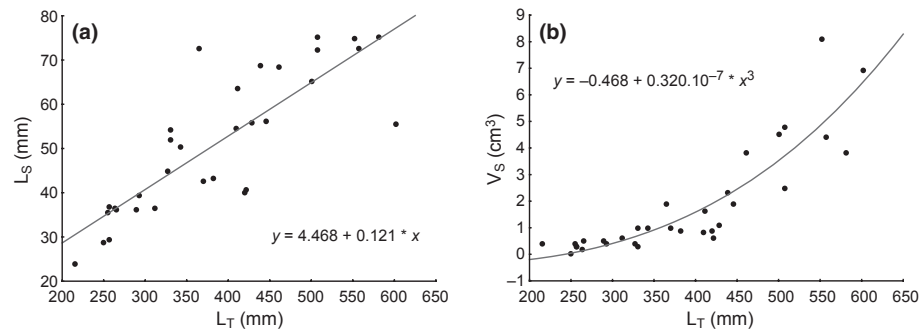 (a)
80
70
60
50
40
30
20
L_S (mm)
y = 4.468 + 0.121 * x
200 250 300 350 400 450 500 550 600 650
L_T (mm)
(b)
9
8
7
6
5
4
3
2
1
0
–1
V_S (cm³)
y = –0.468 + 0.320.10⁻⁷ * x³
200 250 300 350 400 450 500 550 600 650
L_T (mm)